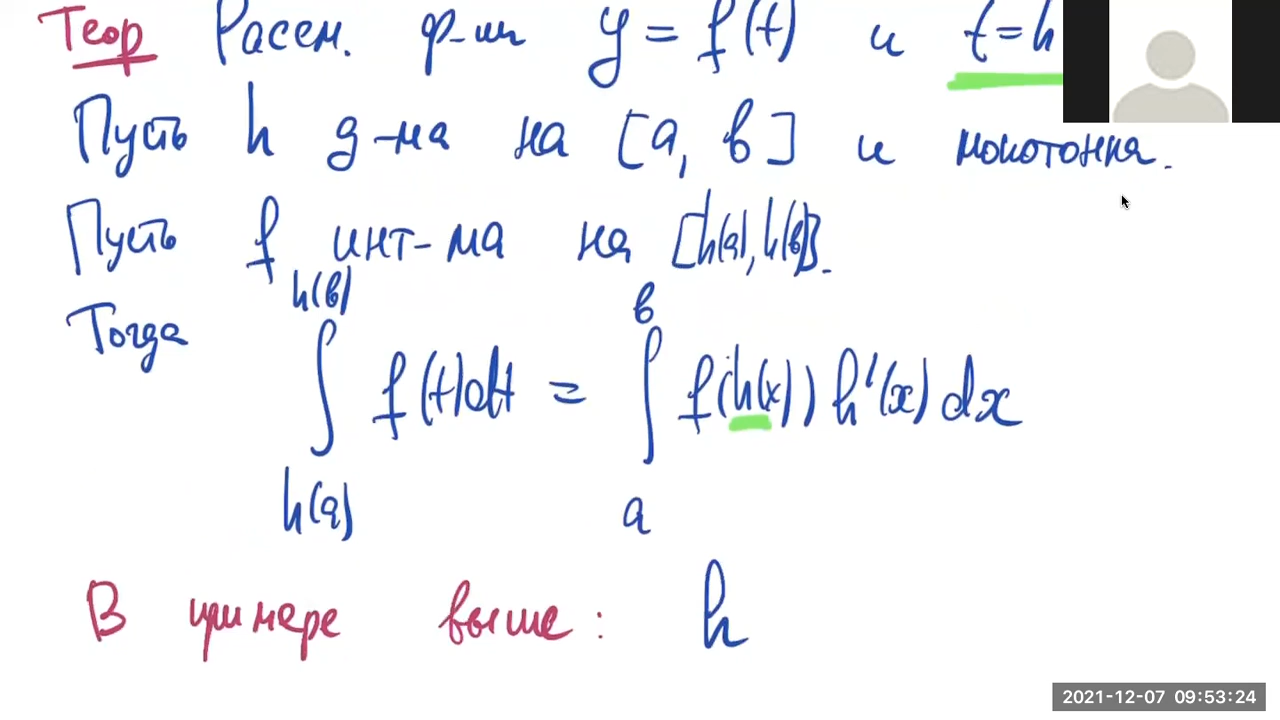 Теор Рассм. ф-ии y = f(t) и t = h
Пусть h д-ма на [a, b] и монотонна.
Пусть f инт-ма на [h(a), h(b)].
Тогда ∫_{h(a)}^{h(b)} f(t)dt = ∫_a^b f(h(x)) h'(x) dx
В примере выше: h
2021-12-07 09:53:24